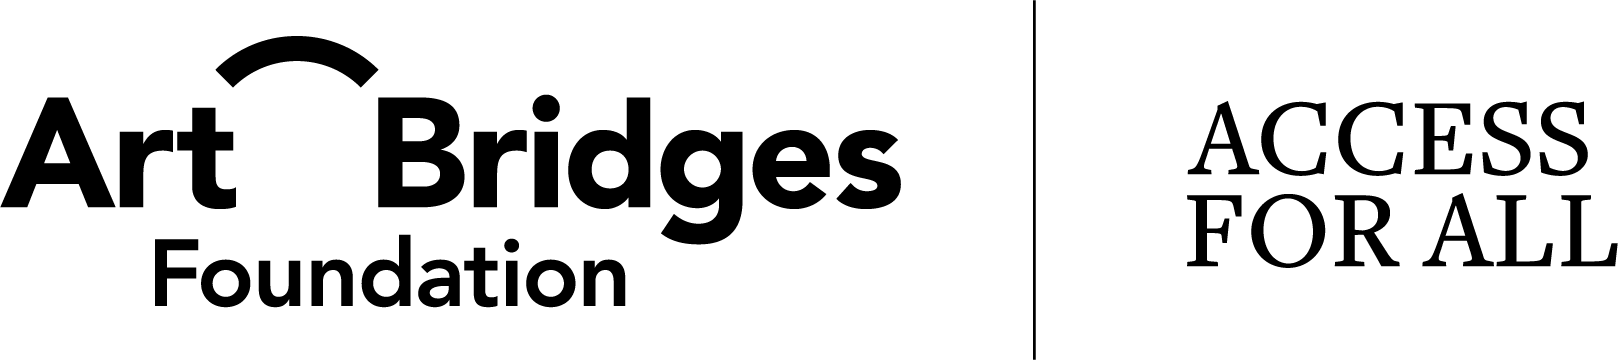 Art Bridges
Foundation
ACCESS
FOR ALL